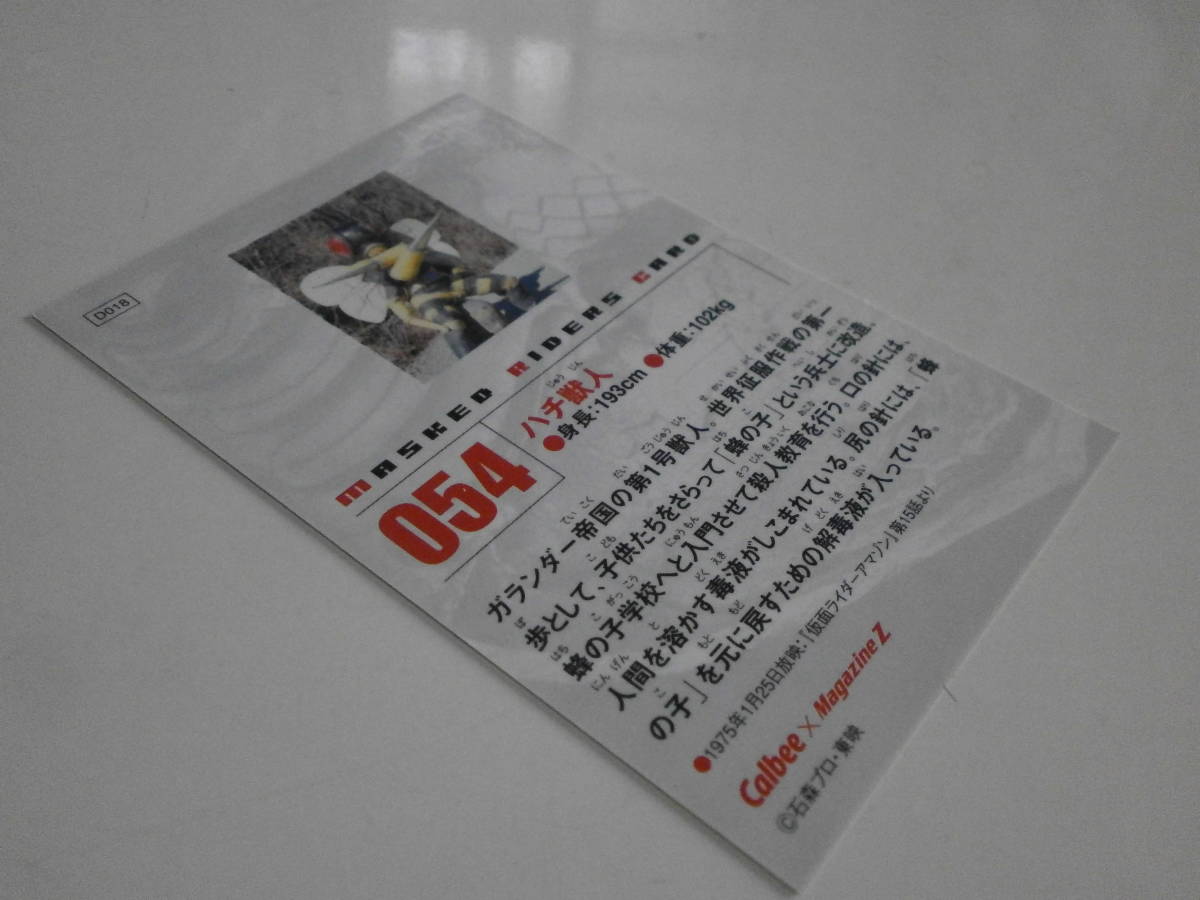 D018
MASKED RIDERS CARD
054
ハチ獣人
●身長:193cm ●体重:102kg
ガランダー帝国の第1号獣人。世界征服作戦の第一
歩として、子供たちをさらって「蜂の子」という兵士に改造。
蜂の子学校へと入門させて殺人教育を行う。口の針には、
人間を溶かす毒液がしこまれている。尻の針には、「蜂
の子」を元に戻すための解毒液が入っている。
●1975年1月25日放映:『仮面ライダーアマゾン』第15話より
Calbee × Magazine Z
©石森プロ・東映